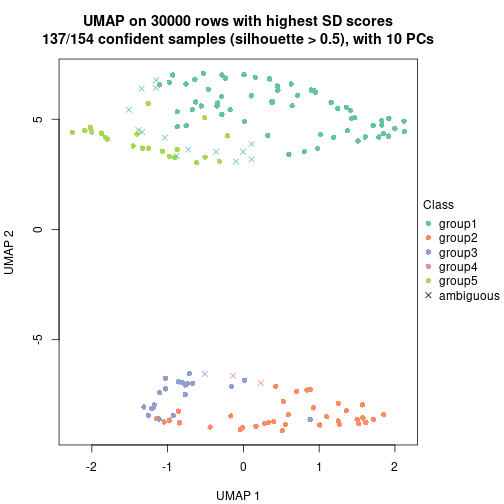 UMAP on 30000 rows with highest SD scores
137/154 confident samples (silhouette > 0.5), with 10 PCs
5
0
-5
UMAP 2
-2
-1
0
1
2
UMAP 1
Class
group1
group2
group3
group4
group5
ambiguous